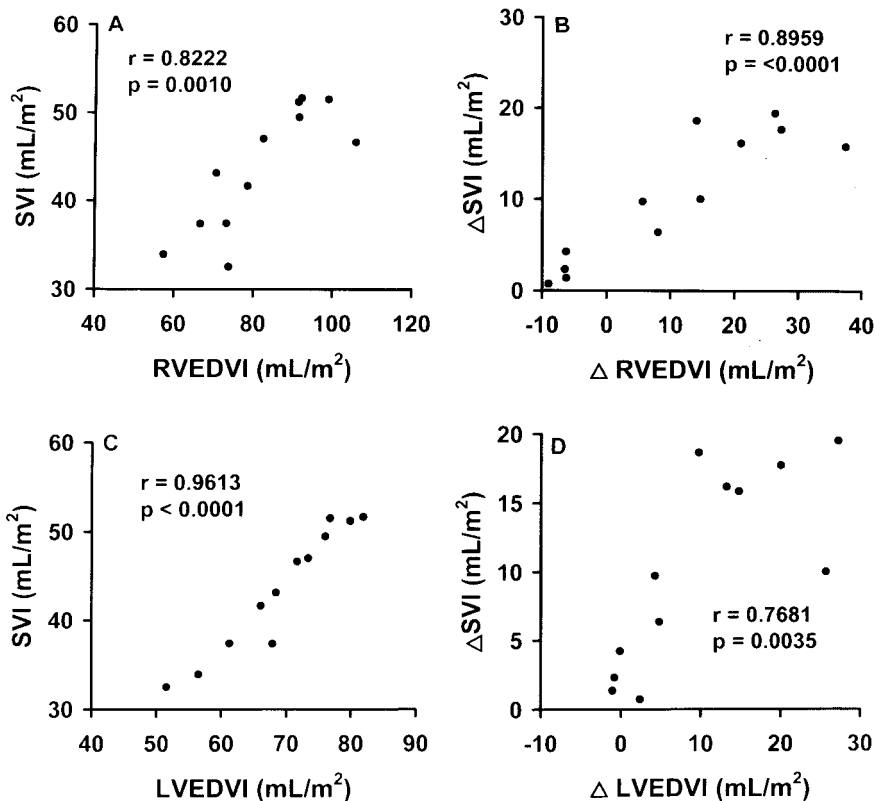 A
r = 0.8222
p = 0.0010
SVI (mL/m²)
60
50
40
30
40 60 80 100 120
RVEDVI (mL/m²)
B
r = 0.8959
p = <0.0001
△SVI (mL/m²)
30
20
10
0
-10 0 10 20 30 40
△ RVEDVI (mL/m²)
C
r = 0.9613
p < 0.0001
SVI (mL/m²)
60
50
40
30
40 50 60 70 80 90
LVEDVI (mL/m²)
D
r = 0.7681
p = 0.0035
△SVI (mL/m²)
20
15
10
5
0
-10 0 10 20 30
△ LVEDVI (mL/m²)